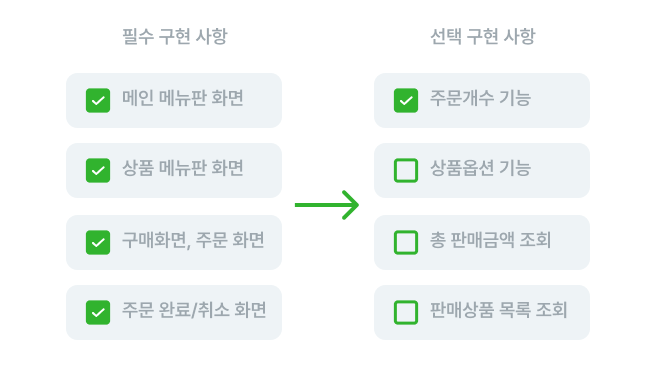 필수 구현 사항
메인 메뉴판 화면
상품 메뉴판 화면
구매화면, 주문 화면
주문 완료/취소 화면
선택 구현 사항
주문개수 기능
상품옵션 기능
총 판매금액 조회
판매상품 목록 조회